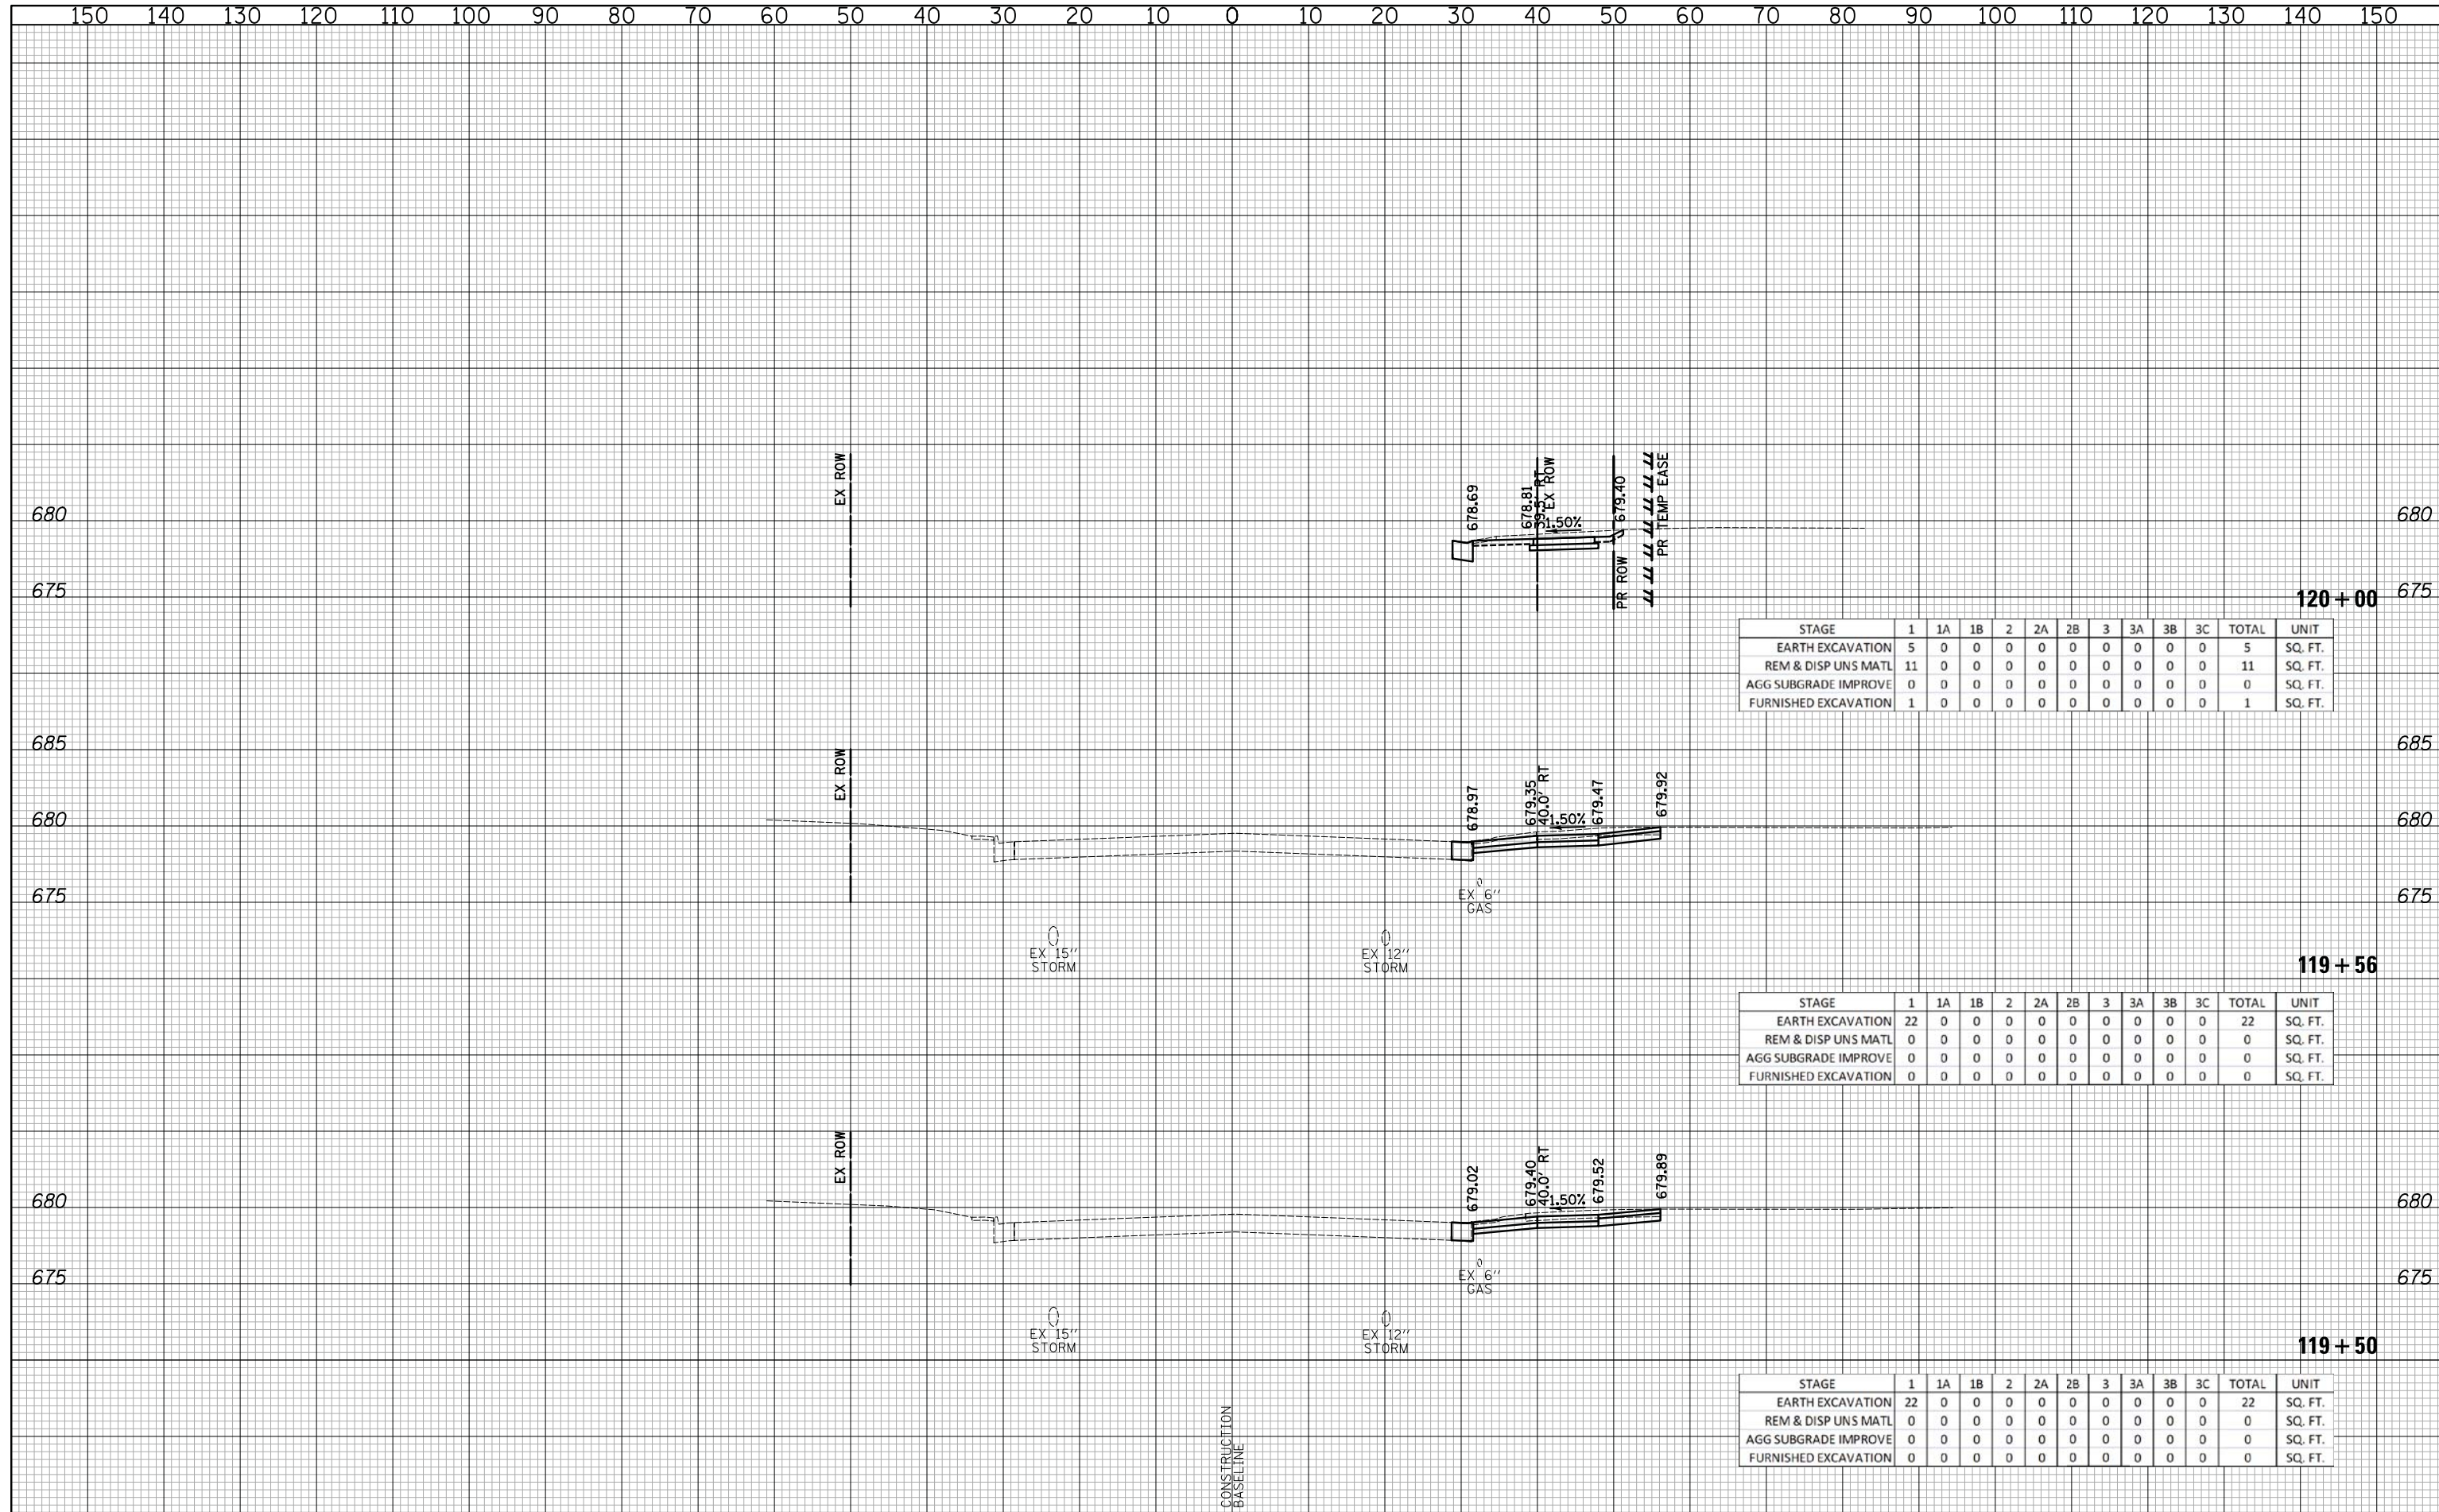 150 140 130 120 110 100 90 80 70 60 50 40 30 20 10 0 10 20 30 40 50 60 70 80 90 100 110 120 130 140 150
EX ROW
678.69
678.81
39.5' RT
EX ROW
1.50%
679.40
PR ROW
PR TEMP EASE
680 680
675 675
120+00
STAGE 1 1A 1B 2 2A 2B 3 3A 3B 3C TOTAL UNIT
EARTH EXCAVATION 5 0 0 0 0 0 0 0 0 0 5 SQ. FT.
REM & DISP UNS MATL 11 0 0 0 0 0 0 0 0 0 11 SQ. FT.
AGG SUBGRADE IMPROVE 0 0 0 0 0 0 0 0 0 0 0 SQ. FT.
FURNISHED EXCAVATION 1 0 0 0 0 0 0 0 0 0 1 SQ. FT.
685 685
EX ROW
678.97
679.35
40.0' RT
1.50%
679.47
679.92
680 680
675 675
EX 6"
GAS
EX 15"
STORM
EX 12"
STORM
119+56
STAGE 1 1A 1B 2 2A 2B 3 3A 3B 3C TOTAL UNIT
EARTH EXCAVATION 22 0 0 0 0 0 0 0 0 0 22 SQ. FT.
REM & DISP UNS MATL 0 0 0 0 0 0 0 0 0 0 0 SQ. FT.
AGG SUBGRADE IMPROVE 0 0 0 0 0 0 0 0 0 0 0 SQ. FT.
FURNISHED EXCAVATION 0 0 0 0 0 0 0 0 0 0 0 SQ. FT.
EX ROW
679.02
679.40
40.0' RT
1.50%
679.52
679.89
680 680
675 675
EX 6"
GAS
EX 15"
STORM
EX 12"
STORM
119+50
STAGE 1 1A 1B 2 2A 2B 3 3A 3B 3C TOTAL UNIT
EARTH EXCAVATION 22 0 0 0 0 0 0 0 0 0 22 SQ. FT.
REM & DISP UNS MATL 0 0 0 0 0 0 0 0 0 0 0 SQ. FT.
AGG SUBGRADE IMPROVE 0 0 0 0 0 0 0 0 0 0 0 SQ. FT.
FURNISHED EXCAVATION 0 0 0 0 0 0 0 0 0 0 0 SQ. FT.
CONSTRUCTION
BASELINE